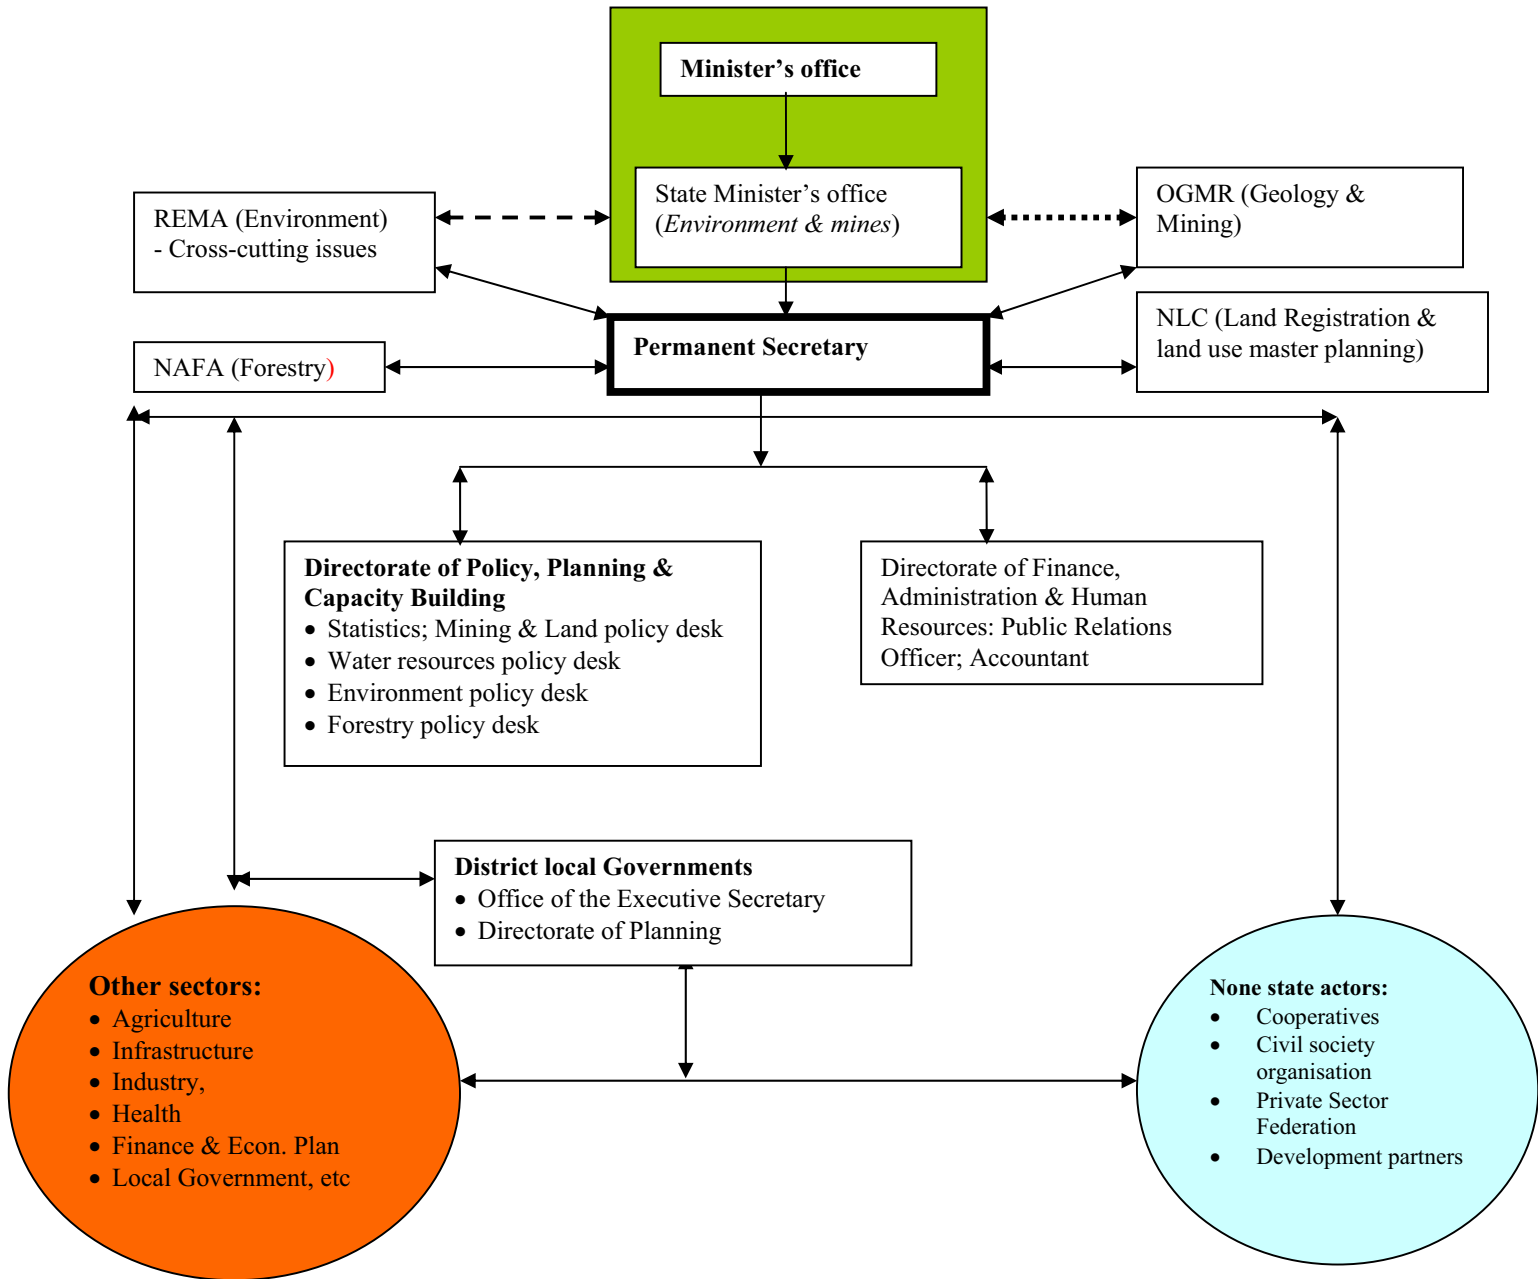 Minister’s office
State Minister’s office
(Environment & mines)
REMA (Environment)
- Cross-cutting issues
OGMR (Geology &
Mining)
NAFA (Forestry)
Permanent Secretary
NLC (Land Registration &
land use master planning)
Directorate of Policy, Planning &
Capacity Building
• Statistics; Mining & Land policy desk
• Water resources policy desk
• Environment policy desk
• Forestry policy desk
Directorate of Finance,
Administration & Human
Resources: Public Relations
Officer; Accountant
District local Governments
• Office of the Executive Secretary
• Directorate of Planning
Other sectors:
• Agriculture
• Infrastructure
• Industry,
• Health
• Finance & Econ. Plan
• Local Government, etc
None state actors:
• Cooperatives
• Civil society
organisation
• Private Sector
Federation
• Development partners